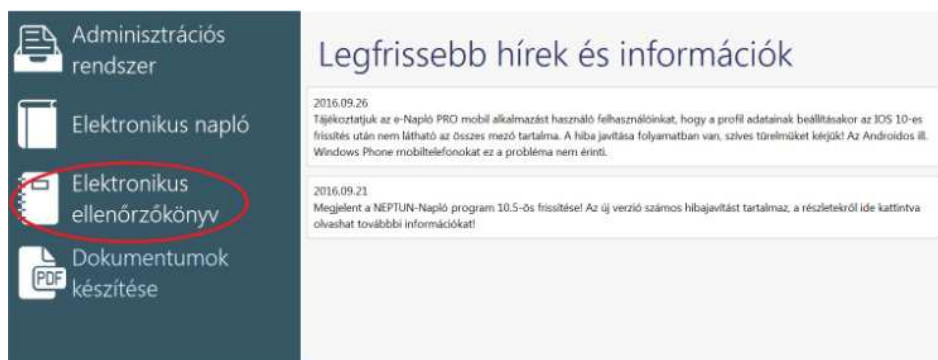 Adminisztrációs
rendszer
Elektronikus napló
Elektronikus
ellenőrzőkönyv
Dokumentumok
készítése
PDF
Legfrissebb hírek és információk
2016.09.26
Tájékoztatjuk az e-Napló PRO mobil alkalmazást használó felhasználóinkat, hogy a profil adatainak beállításakor az IOS 10-es
frissítés után nem látható az összes mező tartalma. A hiba javítása folyamatban van, szíves türelmüket kérjük! Az Androidos ill.
Windows Phone mobiltelefonokat ez a probléma nem érinti.
2016.09.21
Megjelent a NEPTUN-Napló program 10.5-ös frissítése! Az új verzió számos hibajavítást tartalmaz, a részletekről ide kattintva
olvashat továbbbi információkat!